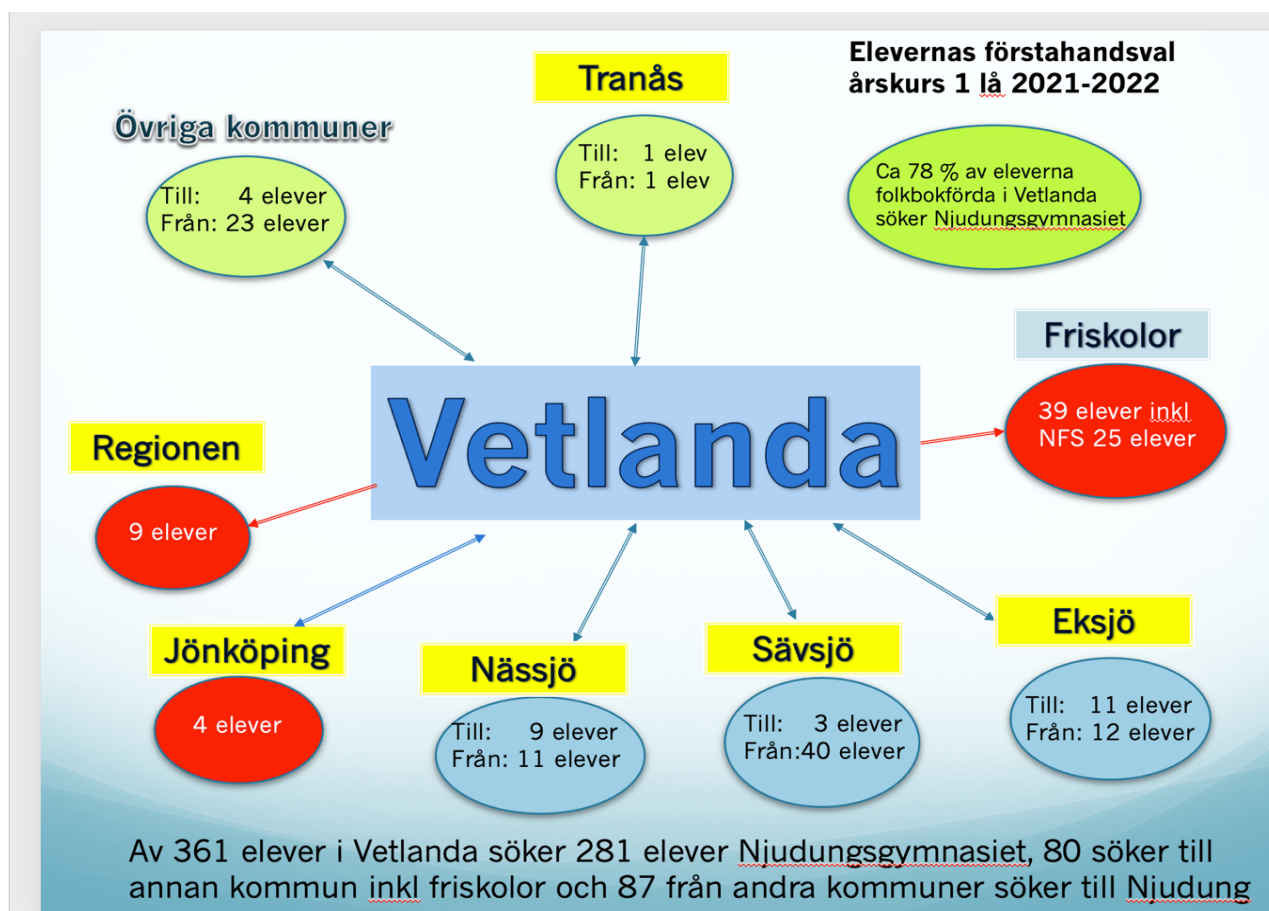 Elevernas förstahandsval
årskurs 1 lå 2021-2022
Tranås
Till: 1 elev
Från: 1 elev
Övriga kommuner
Till: 4 elever
Från: 23 elever
Ca 78 % av eleverna
folkbokförda i Vetlanda
söker Njudungsgymnasiet
Friskolor
39 elever inkl
NFS 25 elever
Vetlanda
Regionen
9 elever
Jönköping
4 elever
Nässjö
Till: 9 elever
Från: 11 elever
Sävsjö
Till: 3 elever
Från:40 elever
Eksjö
Till: 11 elever
Från: 12 elever
Av 361 elever i Vetlanda söker 281 elever Njudungsgymnasiet, 80 söker till
annan kommun inkl friskolor och 87 från andra kommuner söker till Njudung